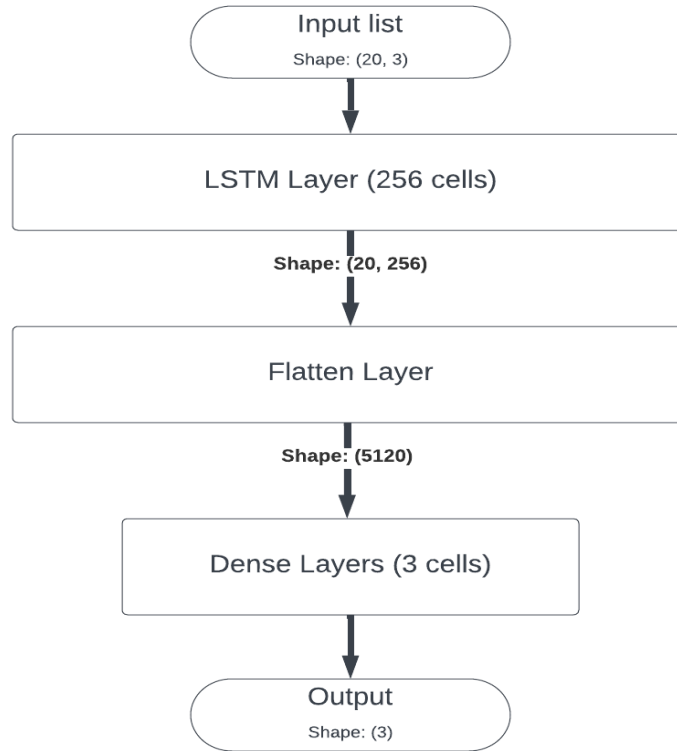 Input list
Shape: (20, 3)
LSTM Layer (256 cells)
Shape: (20, 256)
Flatten Layer
Shape: (5120)
Dense Layers (3 cells)
Output
Shape: (3)